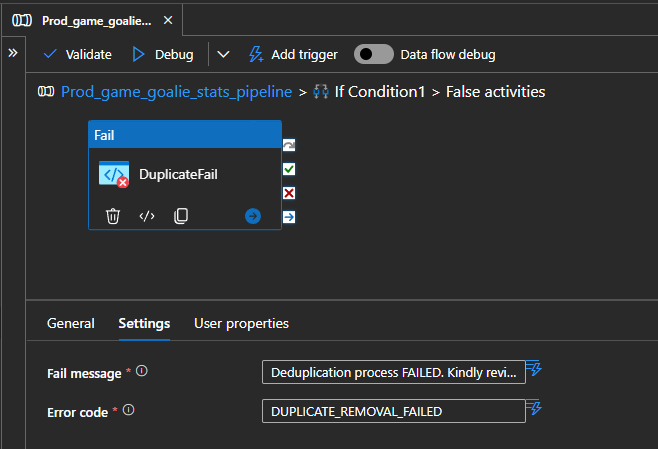 Prod_game_goalie...
Validate Debug Add trigger Data flow debug
Prod_game_goalie_stats_pipeline > If Condition1 > False activities
Fail
DuplicateFail
General Settings User properties
Fail message * Deduplication process FAILED. Kindly revi...
Error code * DUPLICATE_REMOVAL_FAILED